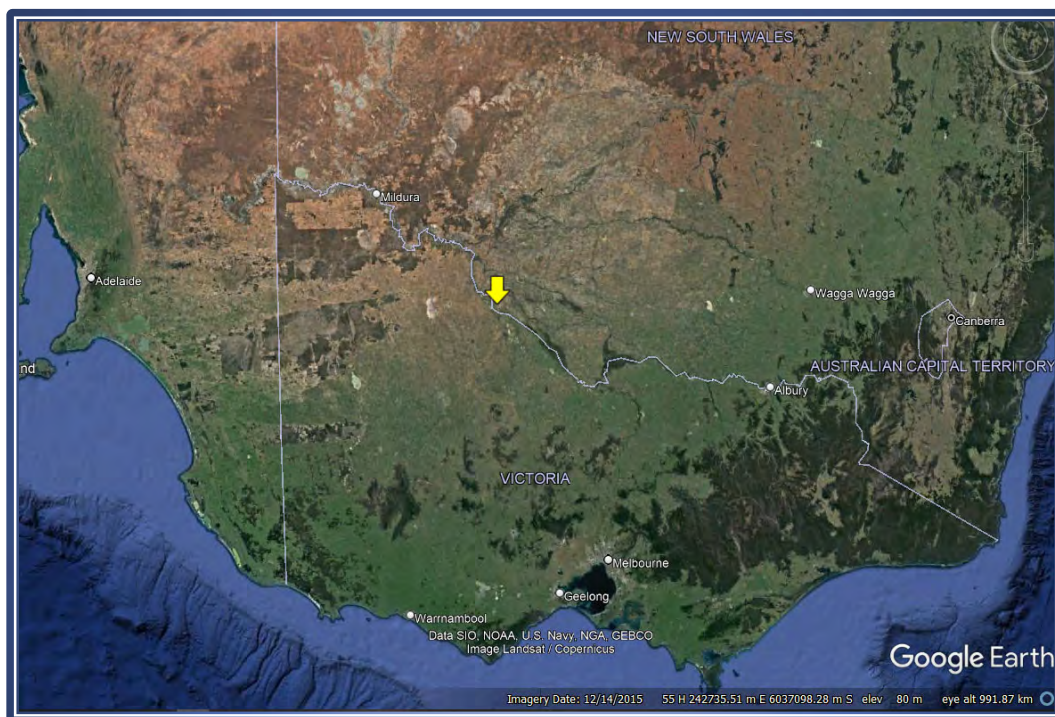 NEW SOUTH WALES
Mildura
Adelaide
Wagga Wagga
Canberra
AUSTRALIAN CAPITAL TERRITORY
nd
Albury
VICTORIA
Melbourne
Geelong
Warrnambool
Data SIO, NOAA, U.S. Navy, NGA, GEBCO
Image Landsat / Copernicus
Google Earth
Imagery Date: 12/14/2015 55 H 242735.51 m E 6037098.28 m S elev 80 m eye alt 991.87 km